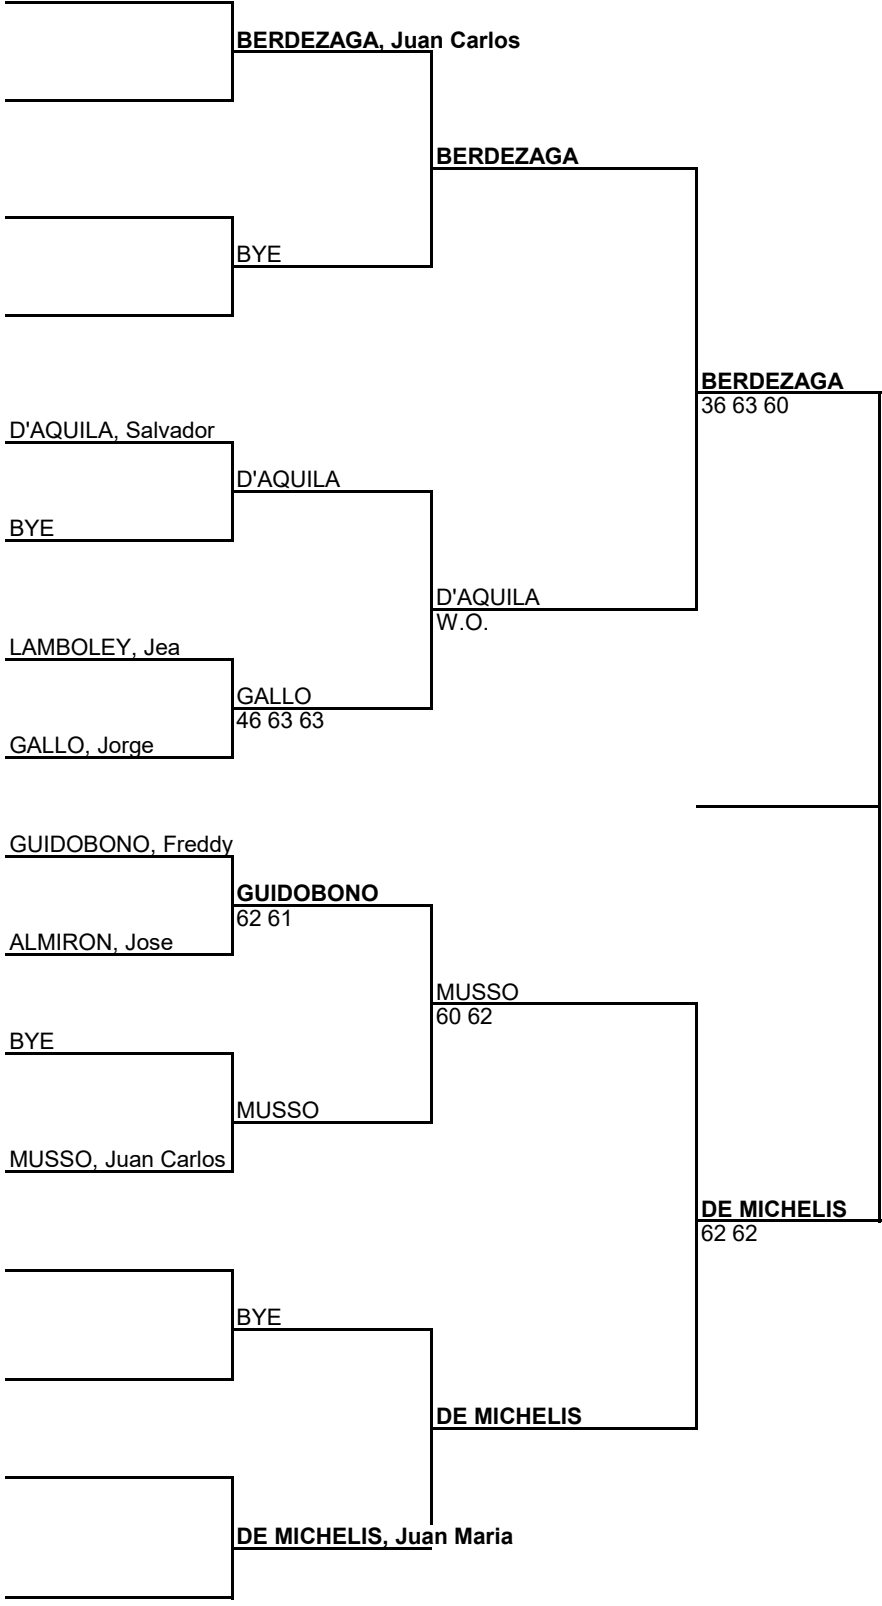 BERDEZAGA, Juan Carlos
BERDEZAGA
BYE
BERDEZAGA
36 63 60
D'AQUILA, Salvador
D'AQUILA
BYE
D'AQUILA
W.O.
LAMBOLEY, Jea
GALLO
46 63 63
GALLO, Jorge
GUIDOBONO, Freddy
GUIDOBONO
62 61
ALMIRON, Jose
MUSSO
60 62
BYE
MUSSO
MUSSO, Juan Carlos
DE MICHELIS
62 62
BYE
DE MICHELIS
DE MICHELIS, Juan Maria